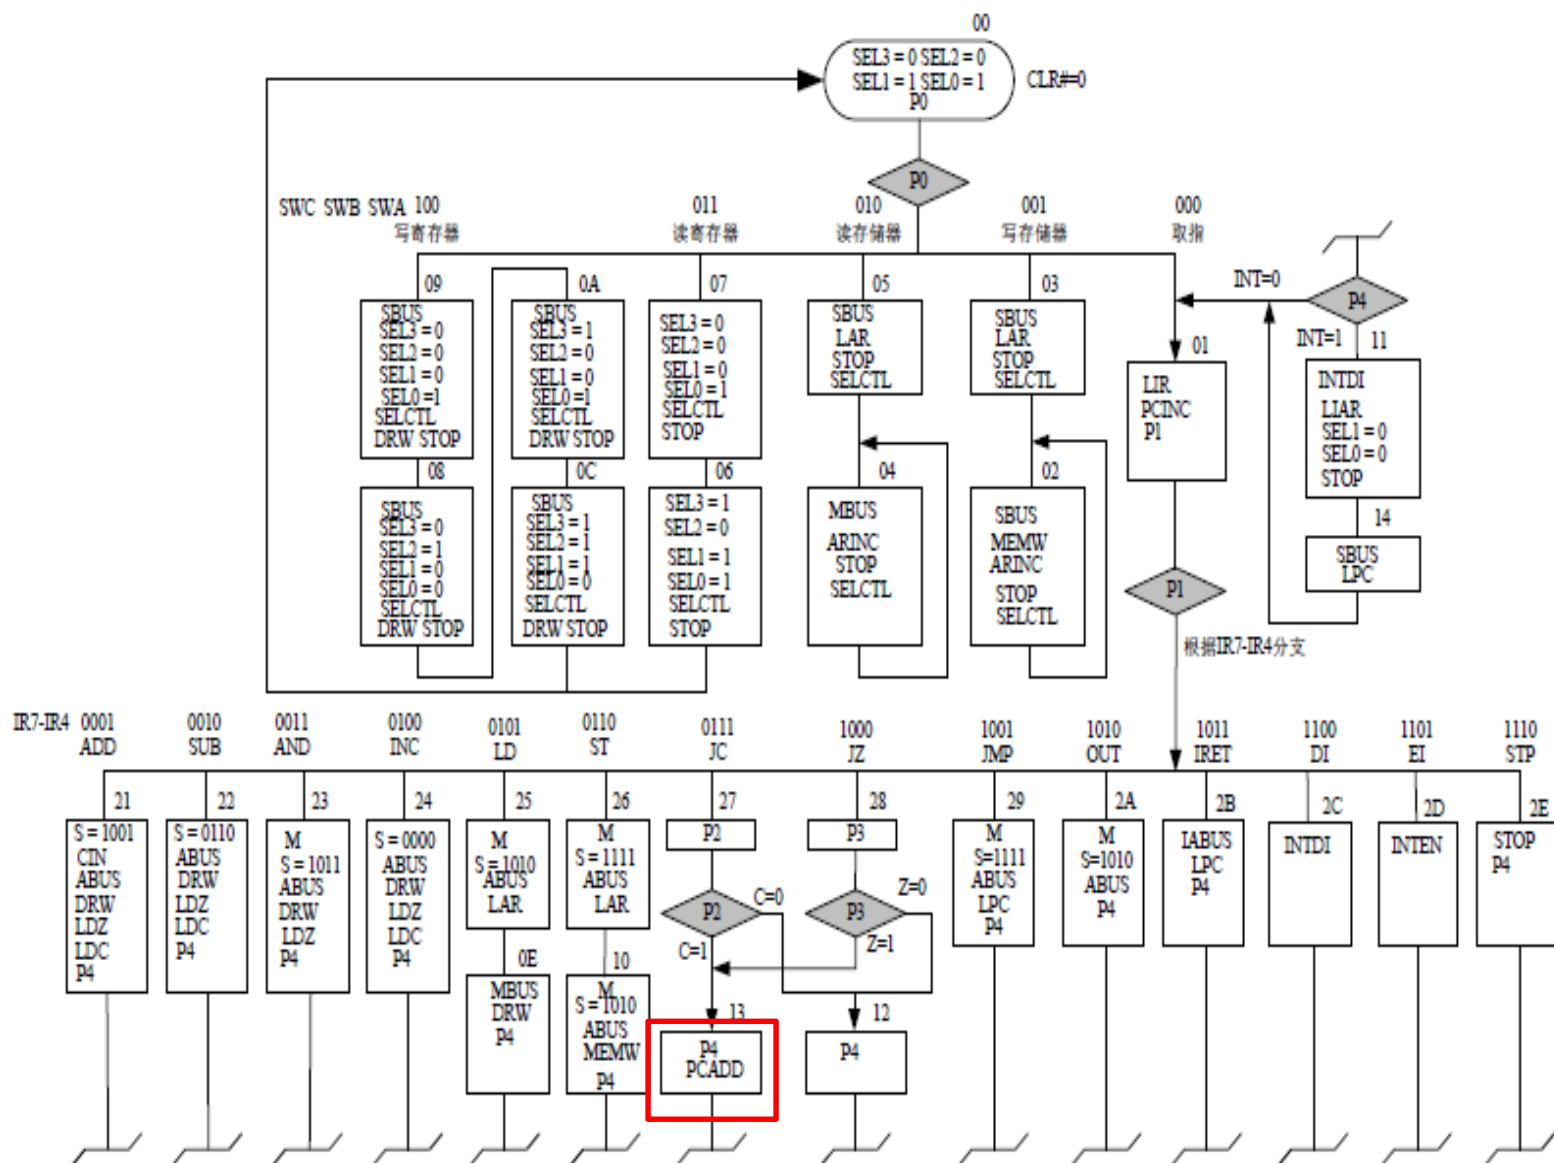 00
SEL3 = 0 SEL2 = 0
SEL1 = 1 SEL0 = 1
P0
CLR#=0
P0
SWC SWB SWA 100
写寄存器
011
读寄存器
010
读存储器
001
写存储器
000
取指
09
SBUS
SEL3 = 0
SEL2 = 0
SEL1 = 0
SEL0 =1
SELCTL
DRW STOP
0A
SBUS
SEL3 = 1
SEL2 = 0
SEL1 = 0
SEL0 =1
SELCTL
DRW STOP
07
SEL3 = 0
SEL2 = 0
SEL1 = 0
SEL0 = 1
SELCTL
STOP
05
SBUS
LAR
STOP
SELCTL
03
SBUS
LAR
STOP
SELCTL
01
LIR
PCINC
P1
INT=0
P4
INT=1
11
INTDI
LIAR
SEL1 = 0
SEL0 = 0
STOP
08
SBUS
SEL3 = 0
SEL2 = 1
SEL1 = 0
SEL0 = 0
SELCTL
DRW STOP
0C
SBUS
SEL3 = 1
SEL2 = 1
SEL1 = 1
SEL0 = 0
SELCTL
DRW STOP
06
SEL3 = 1
SEL2 = 0
SEL1 = 1
SEL0 = 1
SELCTL
STOP
04
MBUS
ARINC
STOP
SELCTL
02
SBUS
MEMW
ARINC
STOP
SELCTL
14
SBUS
LPC
P1
根据IR7-IR4分支
IR7-IR4
0001
ADD
0010
SUB
0011
AND
0100
INC
0101
LD
0110
ST
0111
JC
1000
JZ
1001
JMP
1010
OUT
1011
IRET
1100
DI
1101
EI
1110
STP
21
S = 1001
CIN
ABUS
DRW
LDZ
LDC
P4
22
S = 0110
ABUS
DRW
LDZ
LDC
P4
23
M
S = 1011
ABUS
DRW
LDZ
P4
24
S = 0000
ABUS
DRW
LDZ
LDC
P4
25
M
S = 1010
ABUS
LAR
26
M
S = 1111
ABUS
LAR
27
P2
28
P3
29
M
S=1111
ABUS
LPC
P4
2A
M
S=1010
ABUS
P4
2B
IABUS
LPC
P4
2C
INTDI
2D
INTEN
2E
STOP
P4
P2
C=0
C=1
P3
Z=0
Z=1
0E
MBUS
DRW
P4
10
M
S = 1010
ABUS
MEMW
P4
13
P4
PCADD
12
P4